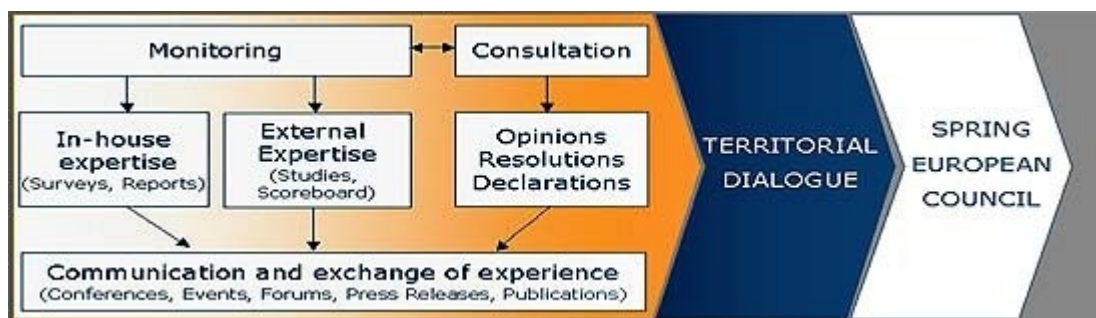 Monitoring
Consultation
In-house
expertise
(Surveys, Reports)
External
Expertise
(Studies,
Scoreboard)
Opinions
Resolutions
Declarations
Communication and exchange of experience
(Conferences, Events, Forums, Press Releases, Publications)
TERRITORIAL
DIALOGUE
SPRING
EUROPEAN
COUNCIL